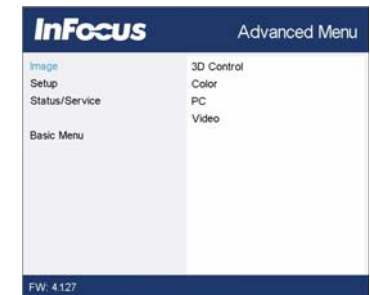 InFocus
Advanced Menu
Image
Setup
Status/Service
Basic Menu
3D Control
Color
PC
Video
FW: 4.127